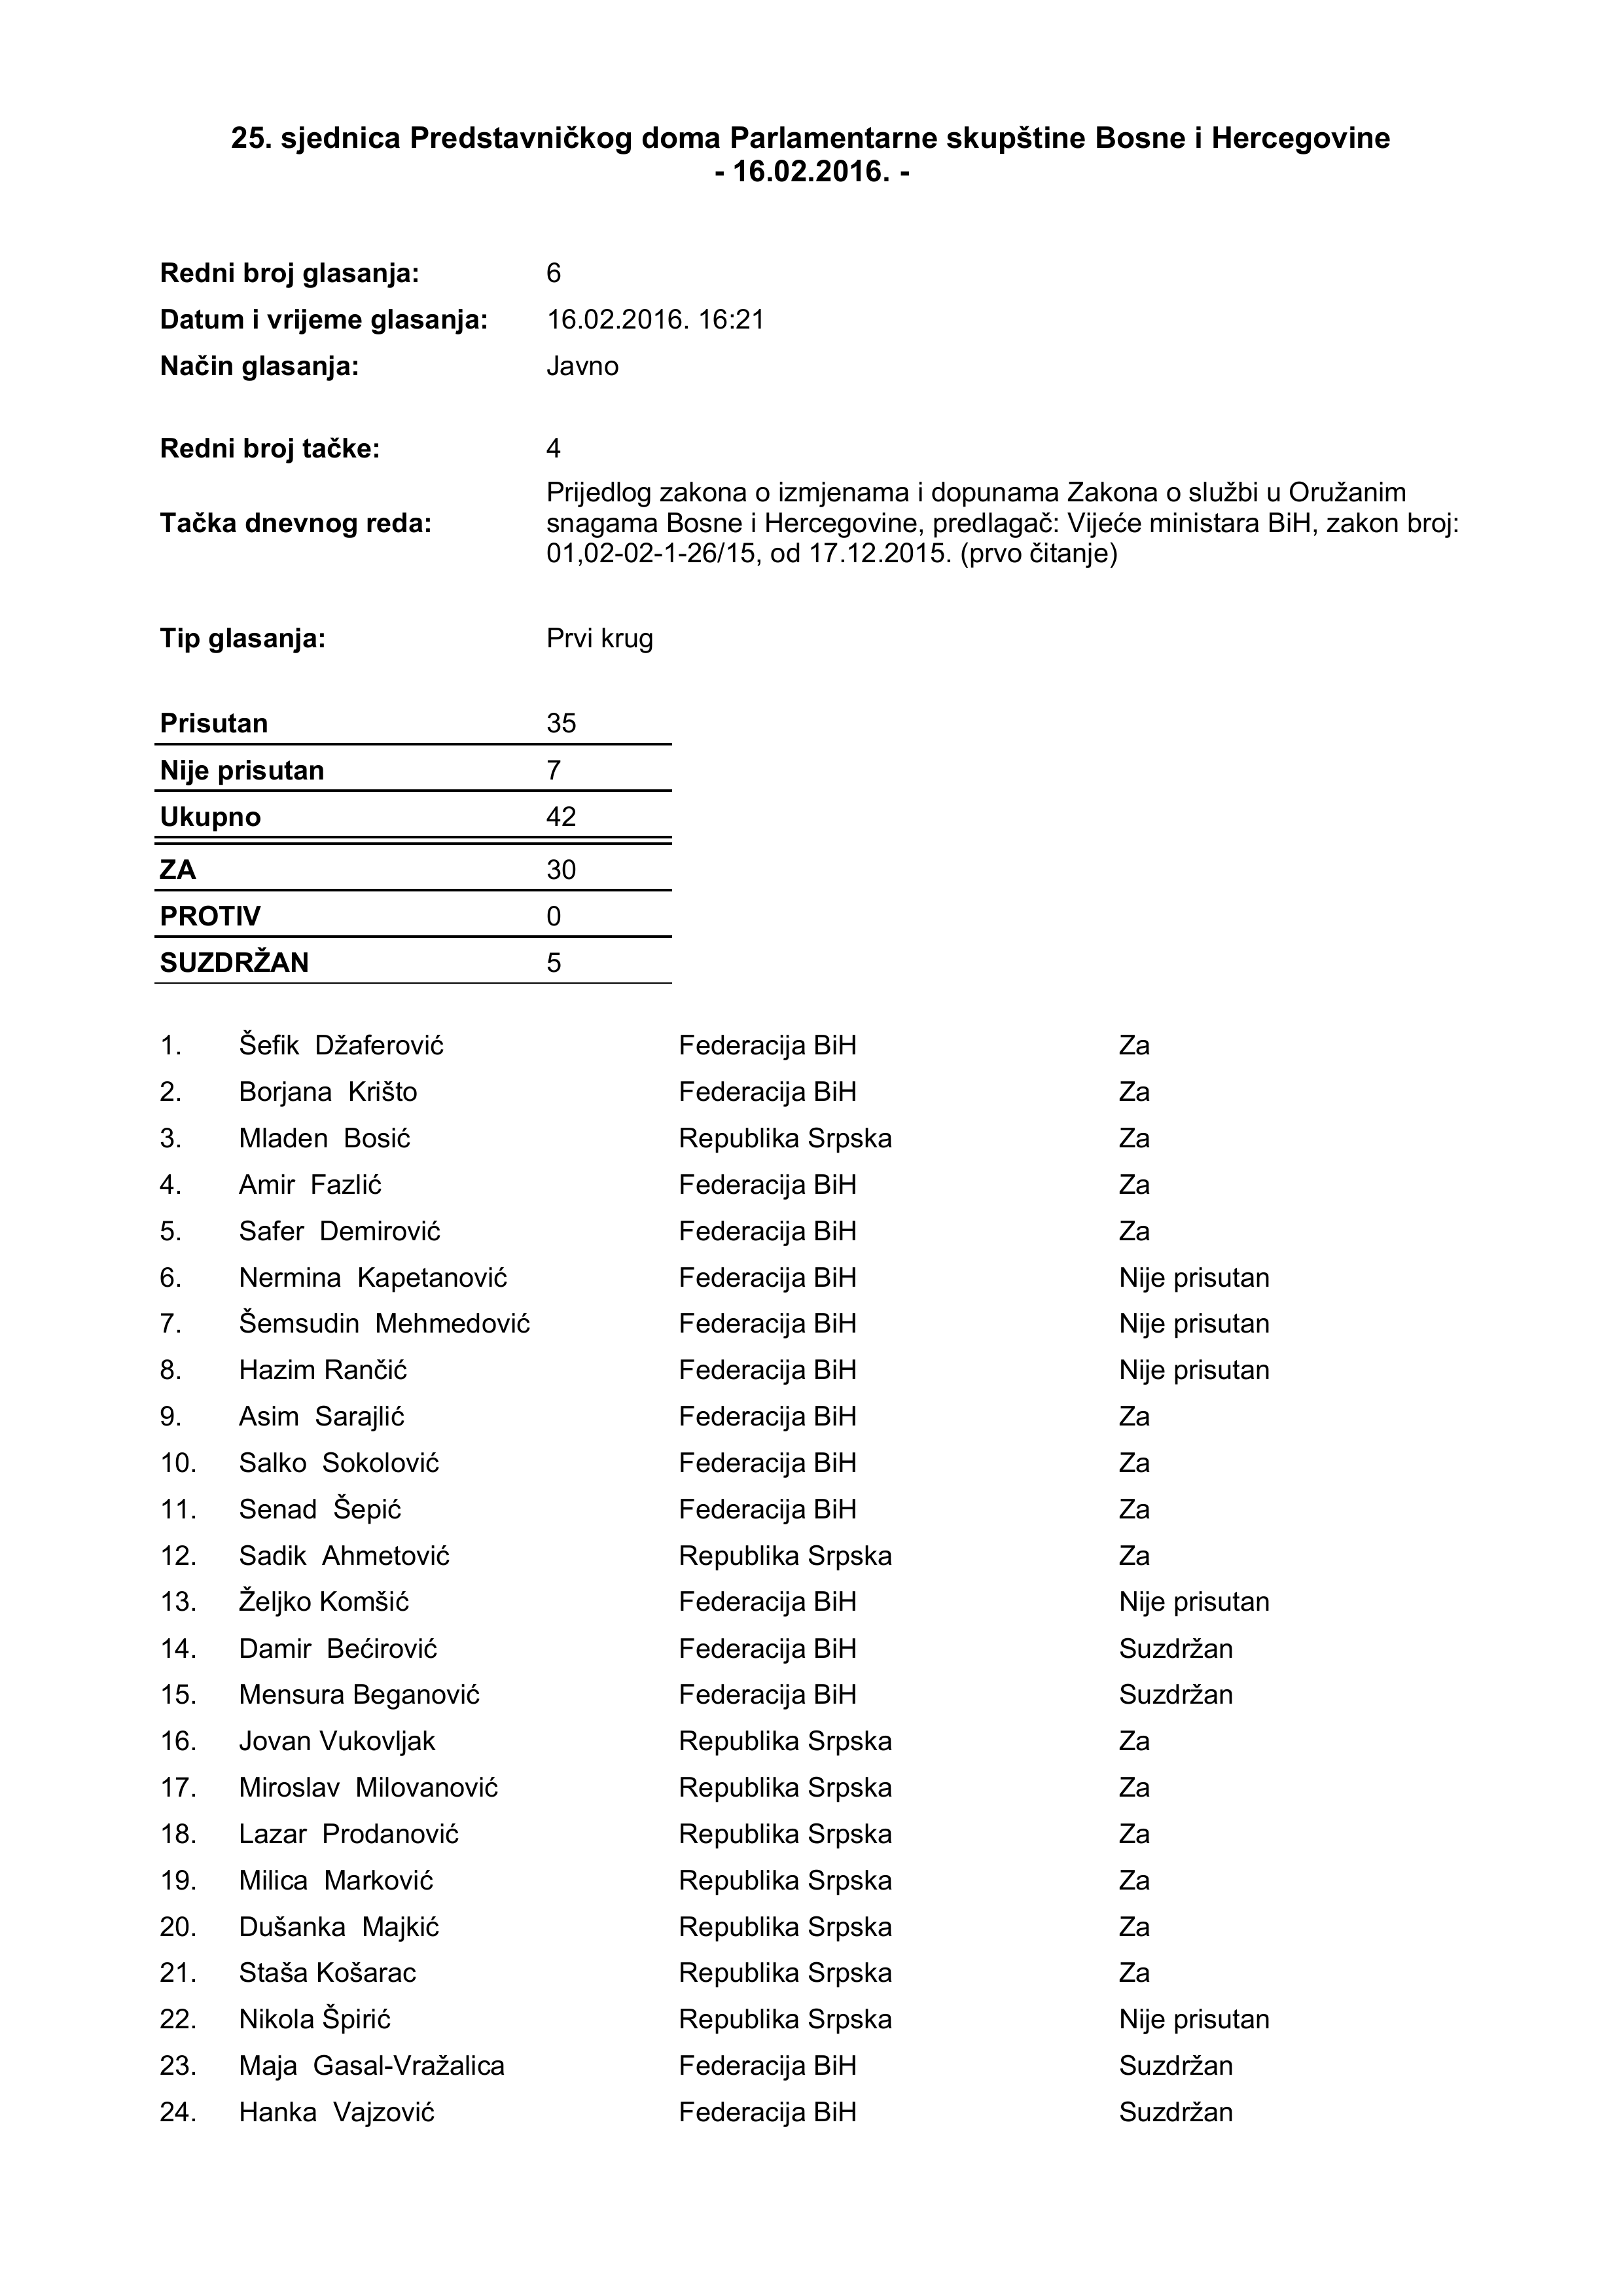 25. sjednica Predstavničkog doma Parlamentarne skupštine Bosne i Hercegovine
- 16.02.2016. -
Redni broj glasanja: 6
Datum i vrijeme glasanja: 16.02.2016. 16:21
Način glasanja: Javno
Redni broj tačke: 4
Prijedlog zakona o izmjenama i dopunama Zakona o službi u Oružanim
Tačka dnevnog reda: snagama Bosne i Hercegovine, predlagač: Vijeće ministara BiH, zakon broj:
01,02-02-1-26/15, od 17.12.2015. (prvo čitanje)
Tip glasanja: Prvi krug
Prisutan 35
Nije prisutan 7
Ukupno 42
ZA 30
PROTIV 0
SUZDRŽAN 5
1. Šefik Džaferović Federacija BiH Za
2. Borjana Krišto Federacija BiH Za
3. Mladen Bosić Republika Srpska Za
4. Amir Fazlić Federacija BiH Za
5. Safer Demirović Federacija BiH Za
6. Nermina Kapetanović Federacija BiH Nije prisutan
7. Šemsudin Mehmedović Federacija BiH Nije prisutan
8. Hazim Rančić Federacija BiH Nije prisutan
9. Asim Sarajlić Federacija BiH Za
10. Salko Sokolović Federacija BiH Za
11. Senad Šepić Federacija BiH Za
12. Sadik Ahmetović Republika Srpska Za
13. Željko Komšić Federacija BiH Nije prisutan
14. Damir Bećirović Federacija BiH Suzdržan
15. Mensura Beganović Federacija BiH Suzdržan
16. Jovan Vukovljak Republika Srpska Za
17. Miroslav Milovanović Republika Srpska Za
18. Lazar Prodanović Republika Srpska Za
19. Milica Marković Republika Srpska Za
20. Dušanka Majkić Republika Srpska Za
21. Staša Košarac Republika Srpska Za
22. Nikola Špirić Republika Srpska Nije prisutan
23. Maja Gasal-Vražalica Federacija BiH Suzdržan
24. Hanka Vajzović Federacija BiH Suzdržan